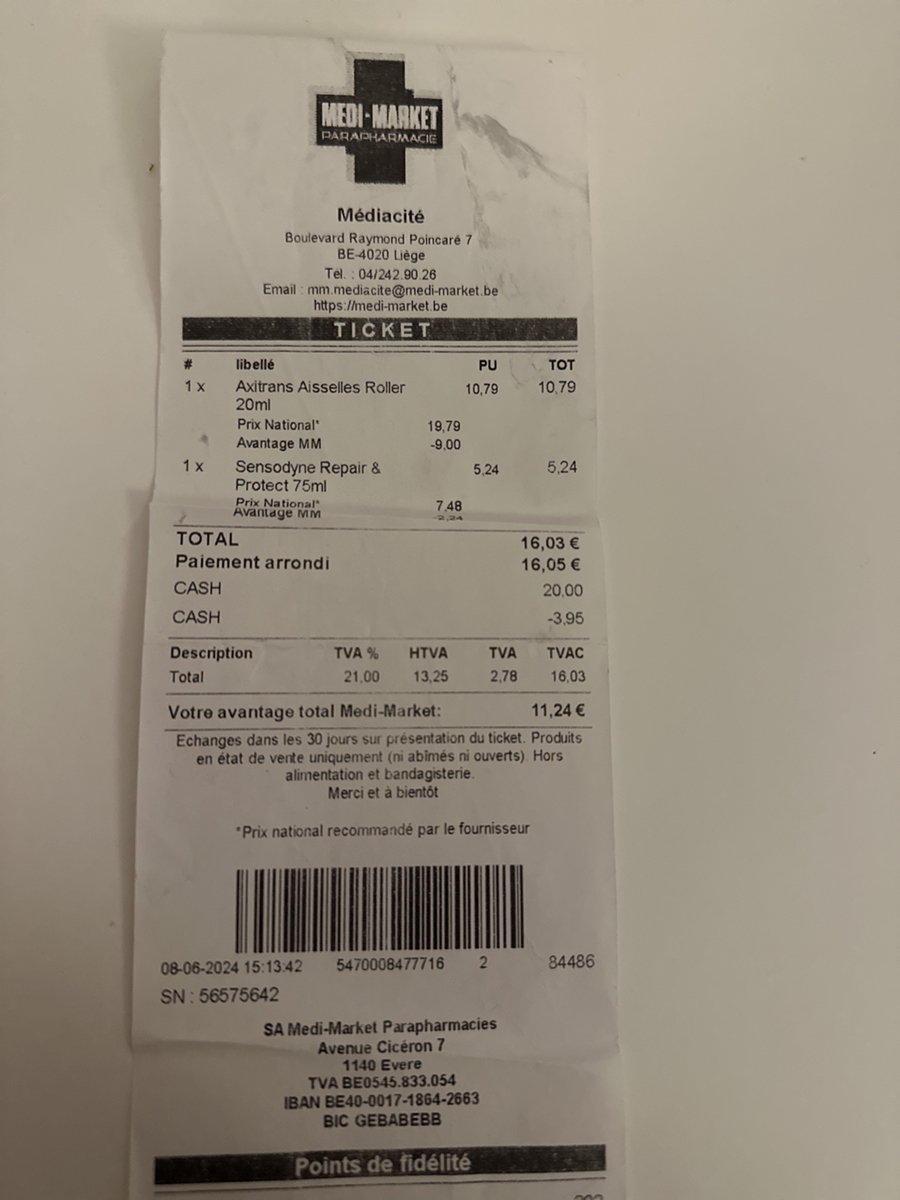 MEDI-MARKET
PARAPHARMACIE
Médiacité
Boulevard Raymond Poincaré 7
BE-4020 Liège
Tél. : 04/242.90.26
Email : mm.mediacite@medi-market.be
https://medi-market.be
TICKET
# libellé PU TOT
1 x Axitrans Aisselles Roller 10,79 10,79
20ml
Prix National* 19,79
Avantage MM -9,00
1 x Sensodyne Repair & 5,24 5,24
Protect 75ml
Prix National* 7,48
Avantage MM -2,24
TOTAL 16,03 €
Paiement arrondi 16,05 €
CASH 20,00
CASH -3,95
Description TVA % HTVA TVA TVAC
Total 21,00 13,25 2,78 16,03
Votre avantage total Medi-Market: 11,24 €
Echanges dans les 30 jours sur présentation du ticket. Produits
en état de vente uniquement (ni abîmés ni ouverts). Hors
alimentation et bandagisterie.
Merci et à bientôt
*Prix national recommandé par le fournisseur
08-06-2024 15:13:42 5470008477716 2 84486
SN : 56575642
SA Medi-Market Parapharmacies
Avenue Cicéron 7
1140 Evere
TVA BE0545.833.054
IBAN BE40-0017-1864-2663
BIC GEBABEBB
Points de fidélité